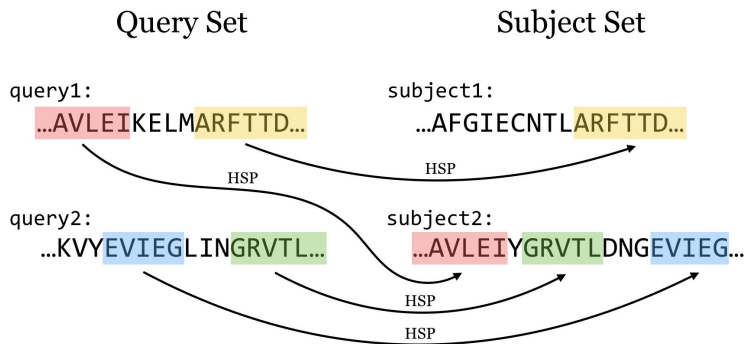 Query Set
Subject Set
query1:
subject1:
...AVLEIKELMARFTTD...
...AFGIECNTLARFTTD...
HSP
HSP
query2:
subject2:
...KVYEVIEGLINGRVTL...
...AVLEIYGRVTLDNGEVIEG...
HSP
HSP